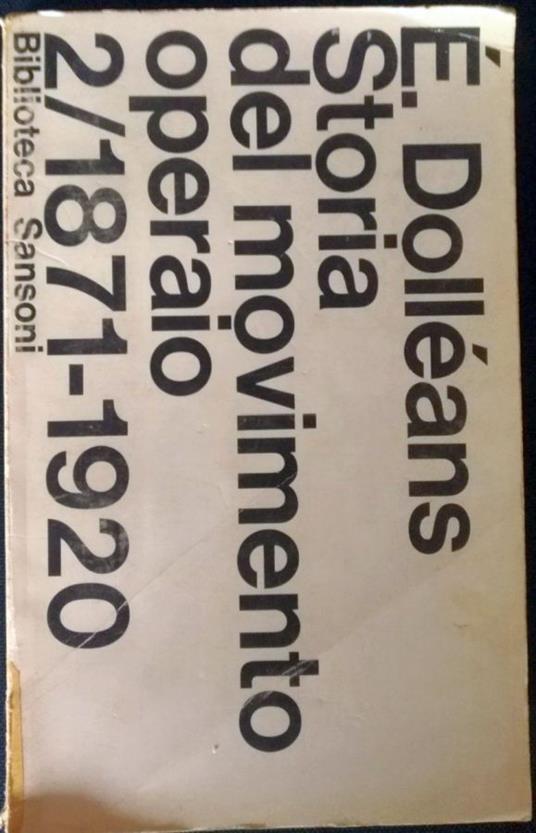 É. Dolléans
Storia
del movimento
operaio
2/1871-1920
Biblioteca Sansoni